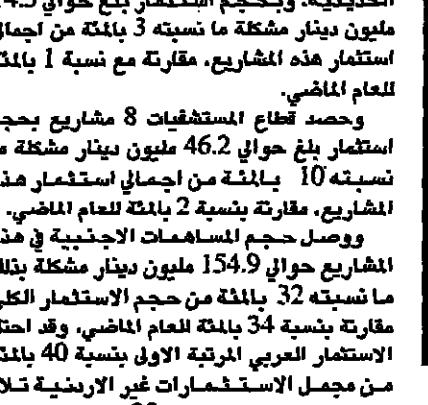 الحديدية، وبحجم استثمار بلغ حوالي 14.5
مليون دينار مشكلة ما نسبته 3 بالمئة من اجمالي
استثمار هذه المشاريع، مقارنة مع نسبة 1 بالمئة
للعام الماضي.
وحصد قطاع المستشفيات 8 مشاريع بحجم
استثمار بلغ حوالي 46.2 مليون دينار مشكلة ما
نسبته 10 بالمئة من اجمالي استثمار هذه
المشاريع، مقارنة بنسبة 2 بالمئة للعام الماضي.
ووصل حجم المساهمات الاجنبية في هذه
المشاريع حوالي 154.9 مليون دينار مشكلة بذلك
ما نسبته 32 بالمئة من حجم الاستثمار الكلي
مقارنة بنسبة 34 بالمئة للعام الماضي، وقد احتل
الاستثمار العربي المرتبة الاولى بنسبة 40 بالمئة
من مجمل الاستثمارات غير الاردنية تلاه